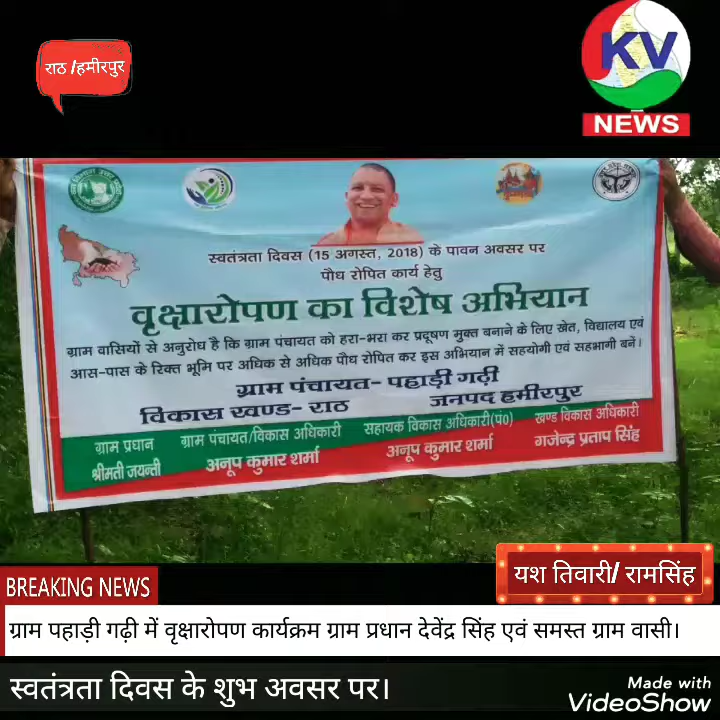 राठ /हमीरपुर
KV
NEWS
स्वतंत्रता दिवस (15 अगस्त, 2018) के पावन अवसर पर
पौध रोपित कार्य हेतु
वृक्षारोपण का विशेष अभियान
ग्राम वासियों से अनुरोध है कि ग्राम पंचायत को हरा-भरा कर प्रदूषण मुक्त बनाने के लिए खेत, विद्यालय एवं
आस-पास के रिक्त भूमि पर अधिक से अधिक पौध रोपित कर इस अभियान में सहयोगी एवं सहभागी बनें।
ग्राम पंचायत- पहाड़ी गढ़ी
विकास खण्ड- राठ जनपद हमीरपुर
ग्राम प्रधान ग्राम पंचायत/विकास अधिकारी सहायक विकास अधिकारी(पं०) खण्ड विकास अधिकारी
श्रीमती जयन्ती अनूप कुमार शर्मा अनूप कुमार शर्मा गजेन्द्र प्रताप सिंह
यश तिवारी/ रामसिंह
BREAKING NEWS
ग्राम पहाड़ी गढ़ी में वृक्षारोपण कार्यक्रम ग्राम प्रधान देवेंद्र सिंह एवं समस्त ग्राम वासी।
स्वतंत्रता दिवस के शुभ अवसर पर।
Made with
VideoShow